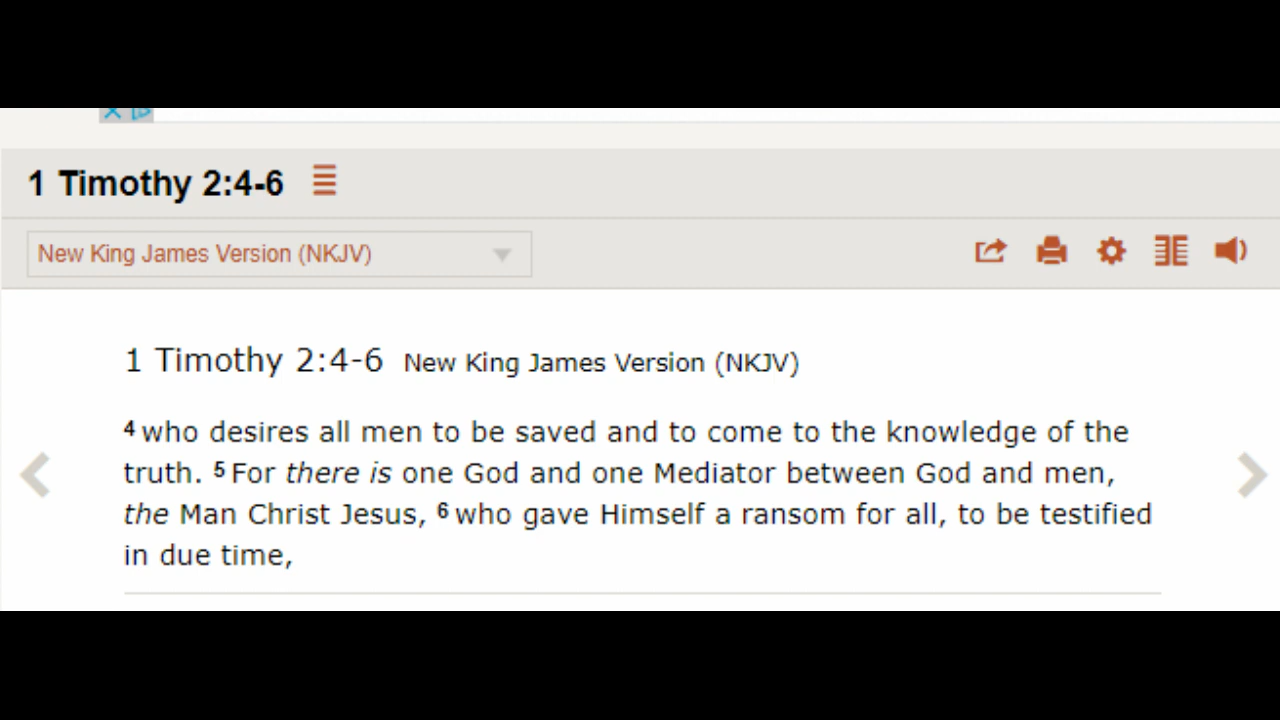 1 Timothy 2:4-6
New King James Version (NKJV)
1 Timothy 2:4-6 New King James Version (NKJV)
4 who desires all men to be saved and to come to the knowledge of the
truth. 5 For there is one God and one Mediator between God and men,
the Man Christ Jesus, 6 who gave Himself a ransom for all, to be testified
in due time,